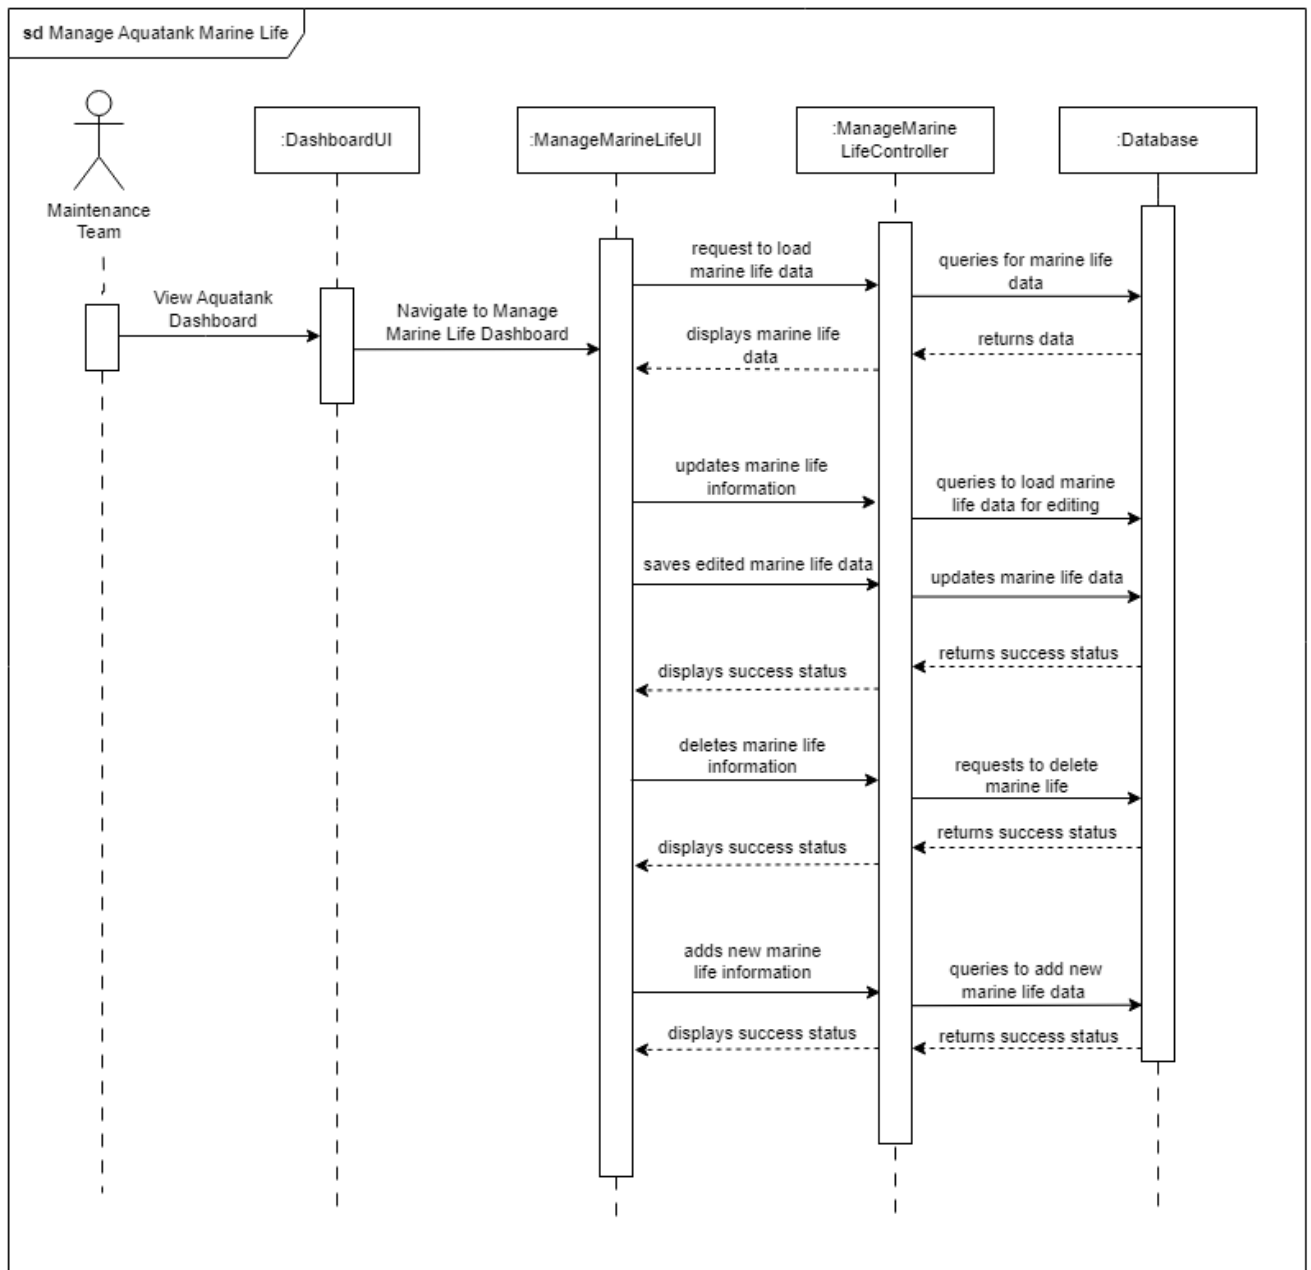 sd Manage Aquatank Marine Life
Maintenance
Team
:DashboardUI
:ManageMarineLifeUI
:ManageMarine
LifeController
:Database
View Aquatank
Dashboard
Navigate to Manage
Marine Life Dashboard
request to load
marine life data
queries for marine life
data
returns data
displays marine life
data
updates marine life
information
queries to load marine
life data for editing
saves edited marine life data
updates marine life data
returns success status
displays success status
deletes marine life
information
requests to delete
marine life
returns success status
displays success status
adds new marine
life information
queries to add new
marine life data
returns success status
displays success status